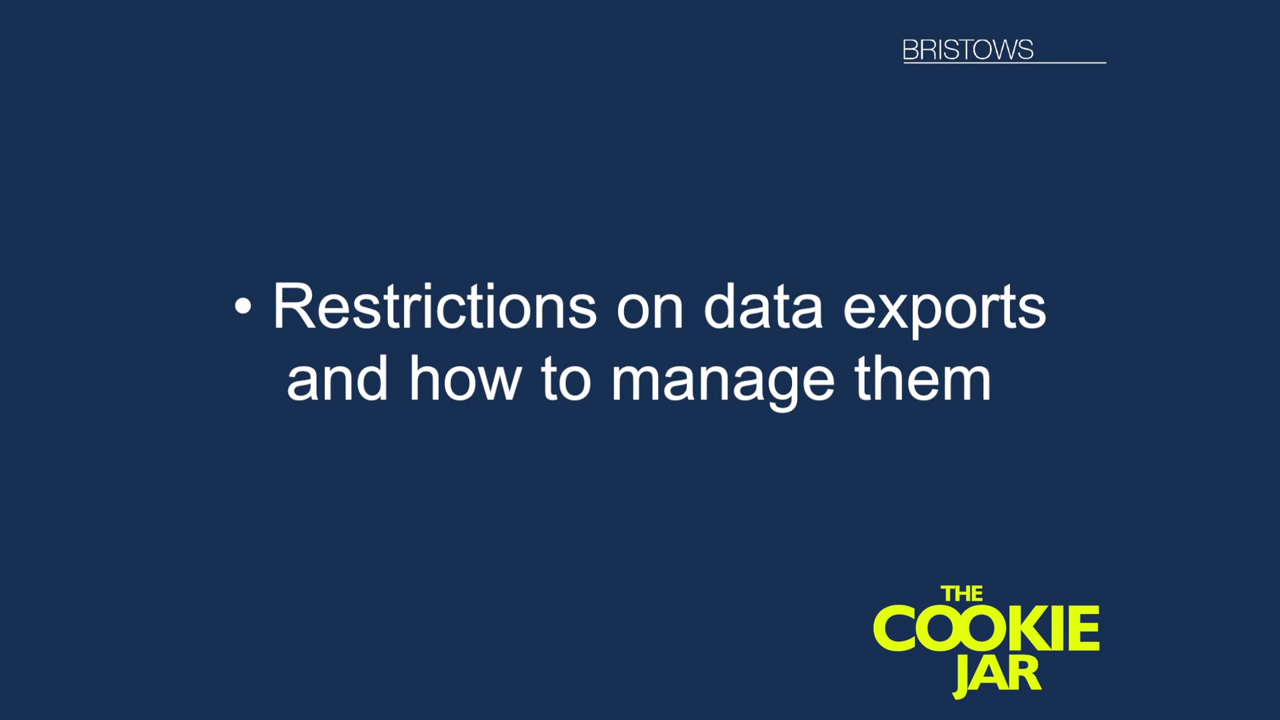 BRISTOWS
• Restrictions on data exports
and how to manage them
THE
COOKIE
JAR